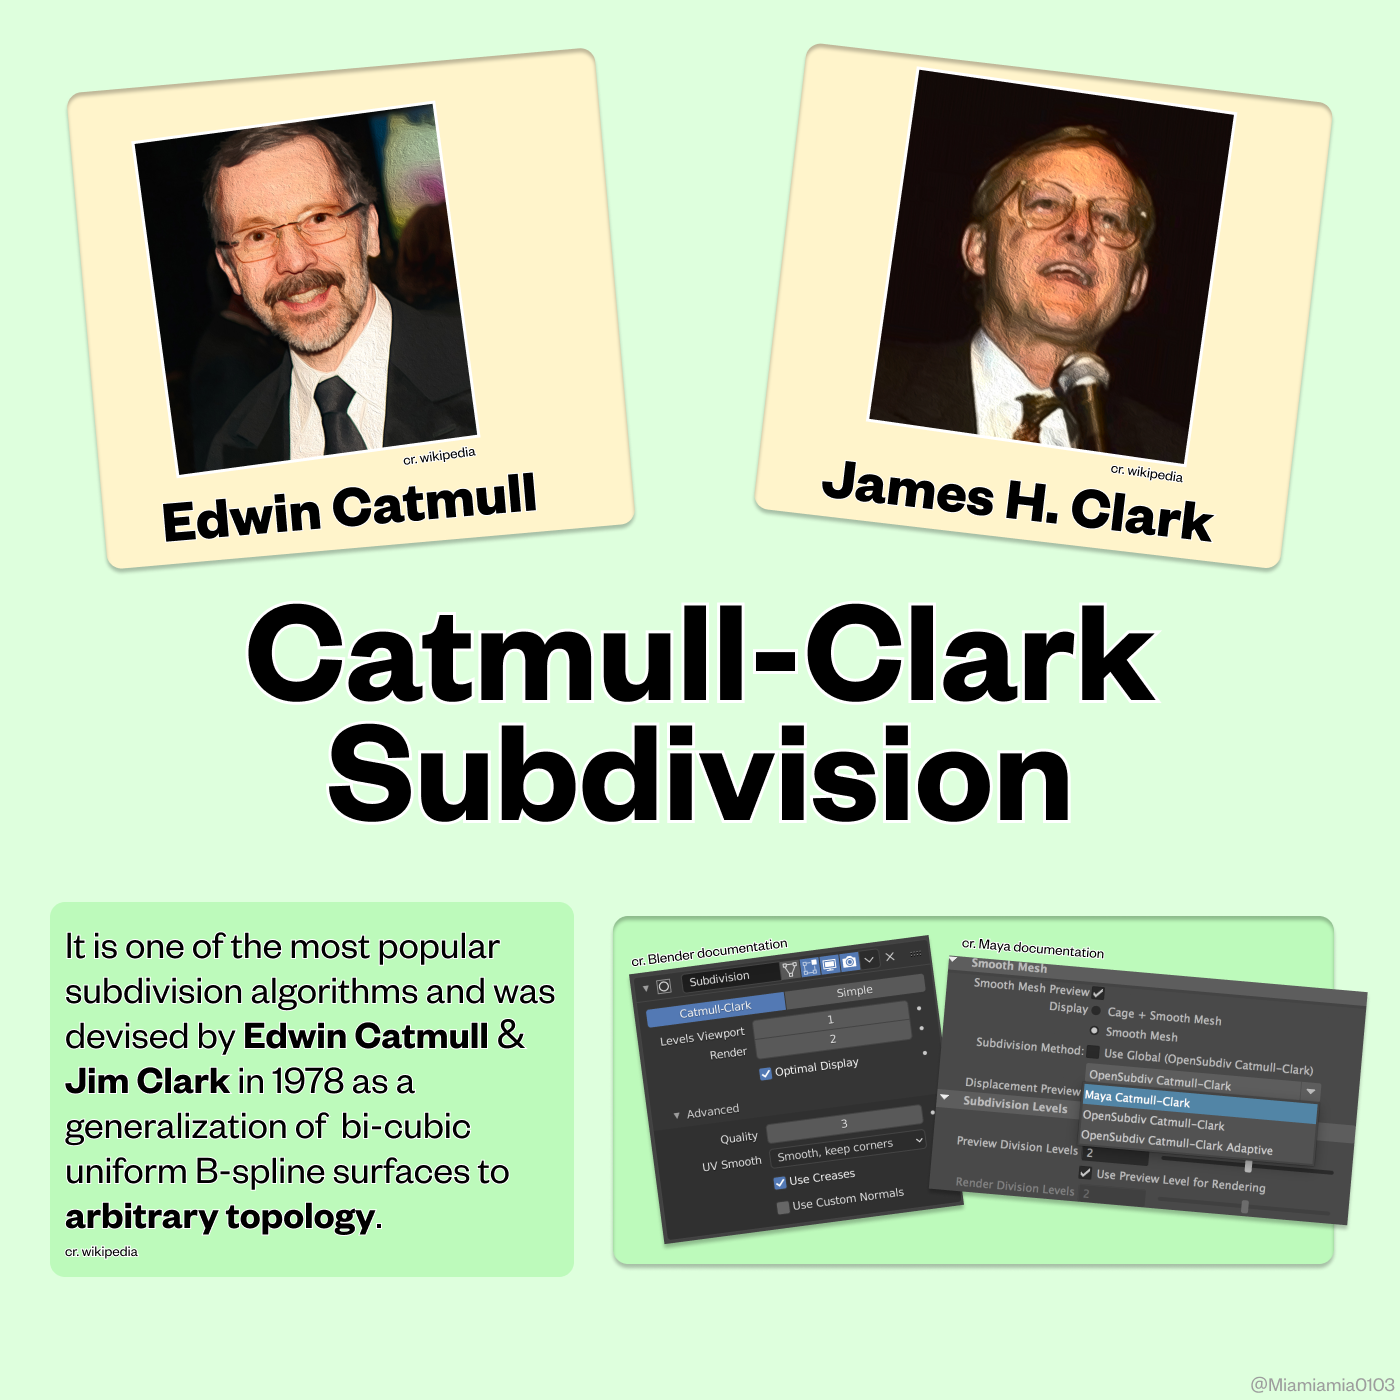 cr. wikipedia
Edwin Catmull
cr. wikipedia
James H. Clark
Catmull-Clark
Subdivision
It is one of the most popular
subdivision algorithms and was
devised by Edwin Catmull &
Jim Clark in 1978 as a
generalization of  bi-cubic
uniform B-spline surfaces to
arbitrary topology.
cr. wikipedia
cr. Blender documentation
Subdivision
Catmull-Clark Simple
Levels Viewport 1
Render 2
Optimal Display
Advanced
Quality 3
UV Smooth Smooth, keep corners
Use Creases
Use Custom Normals
cr. Maya documentation
Smooth Mesh
Smooth Mesh Preview
Display Cage + Smooth Mesh
Smooth Mesh
Subdivision Method: Use Global (OpenSubdiv Catmull-Clark)
OpenSubdiv Catmull-Clark
Displacement Preview Maya Catmull-Clark
Subdivision Levels OpenSubdiv Catmull-Clark
OpenSubdiv Catmull-Clark Adaptive
Preview Division Levels 2
Use Preview Level for Rendering
Render Division Levels 2
@Miamiamia0103